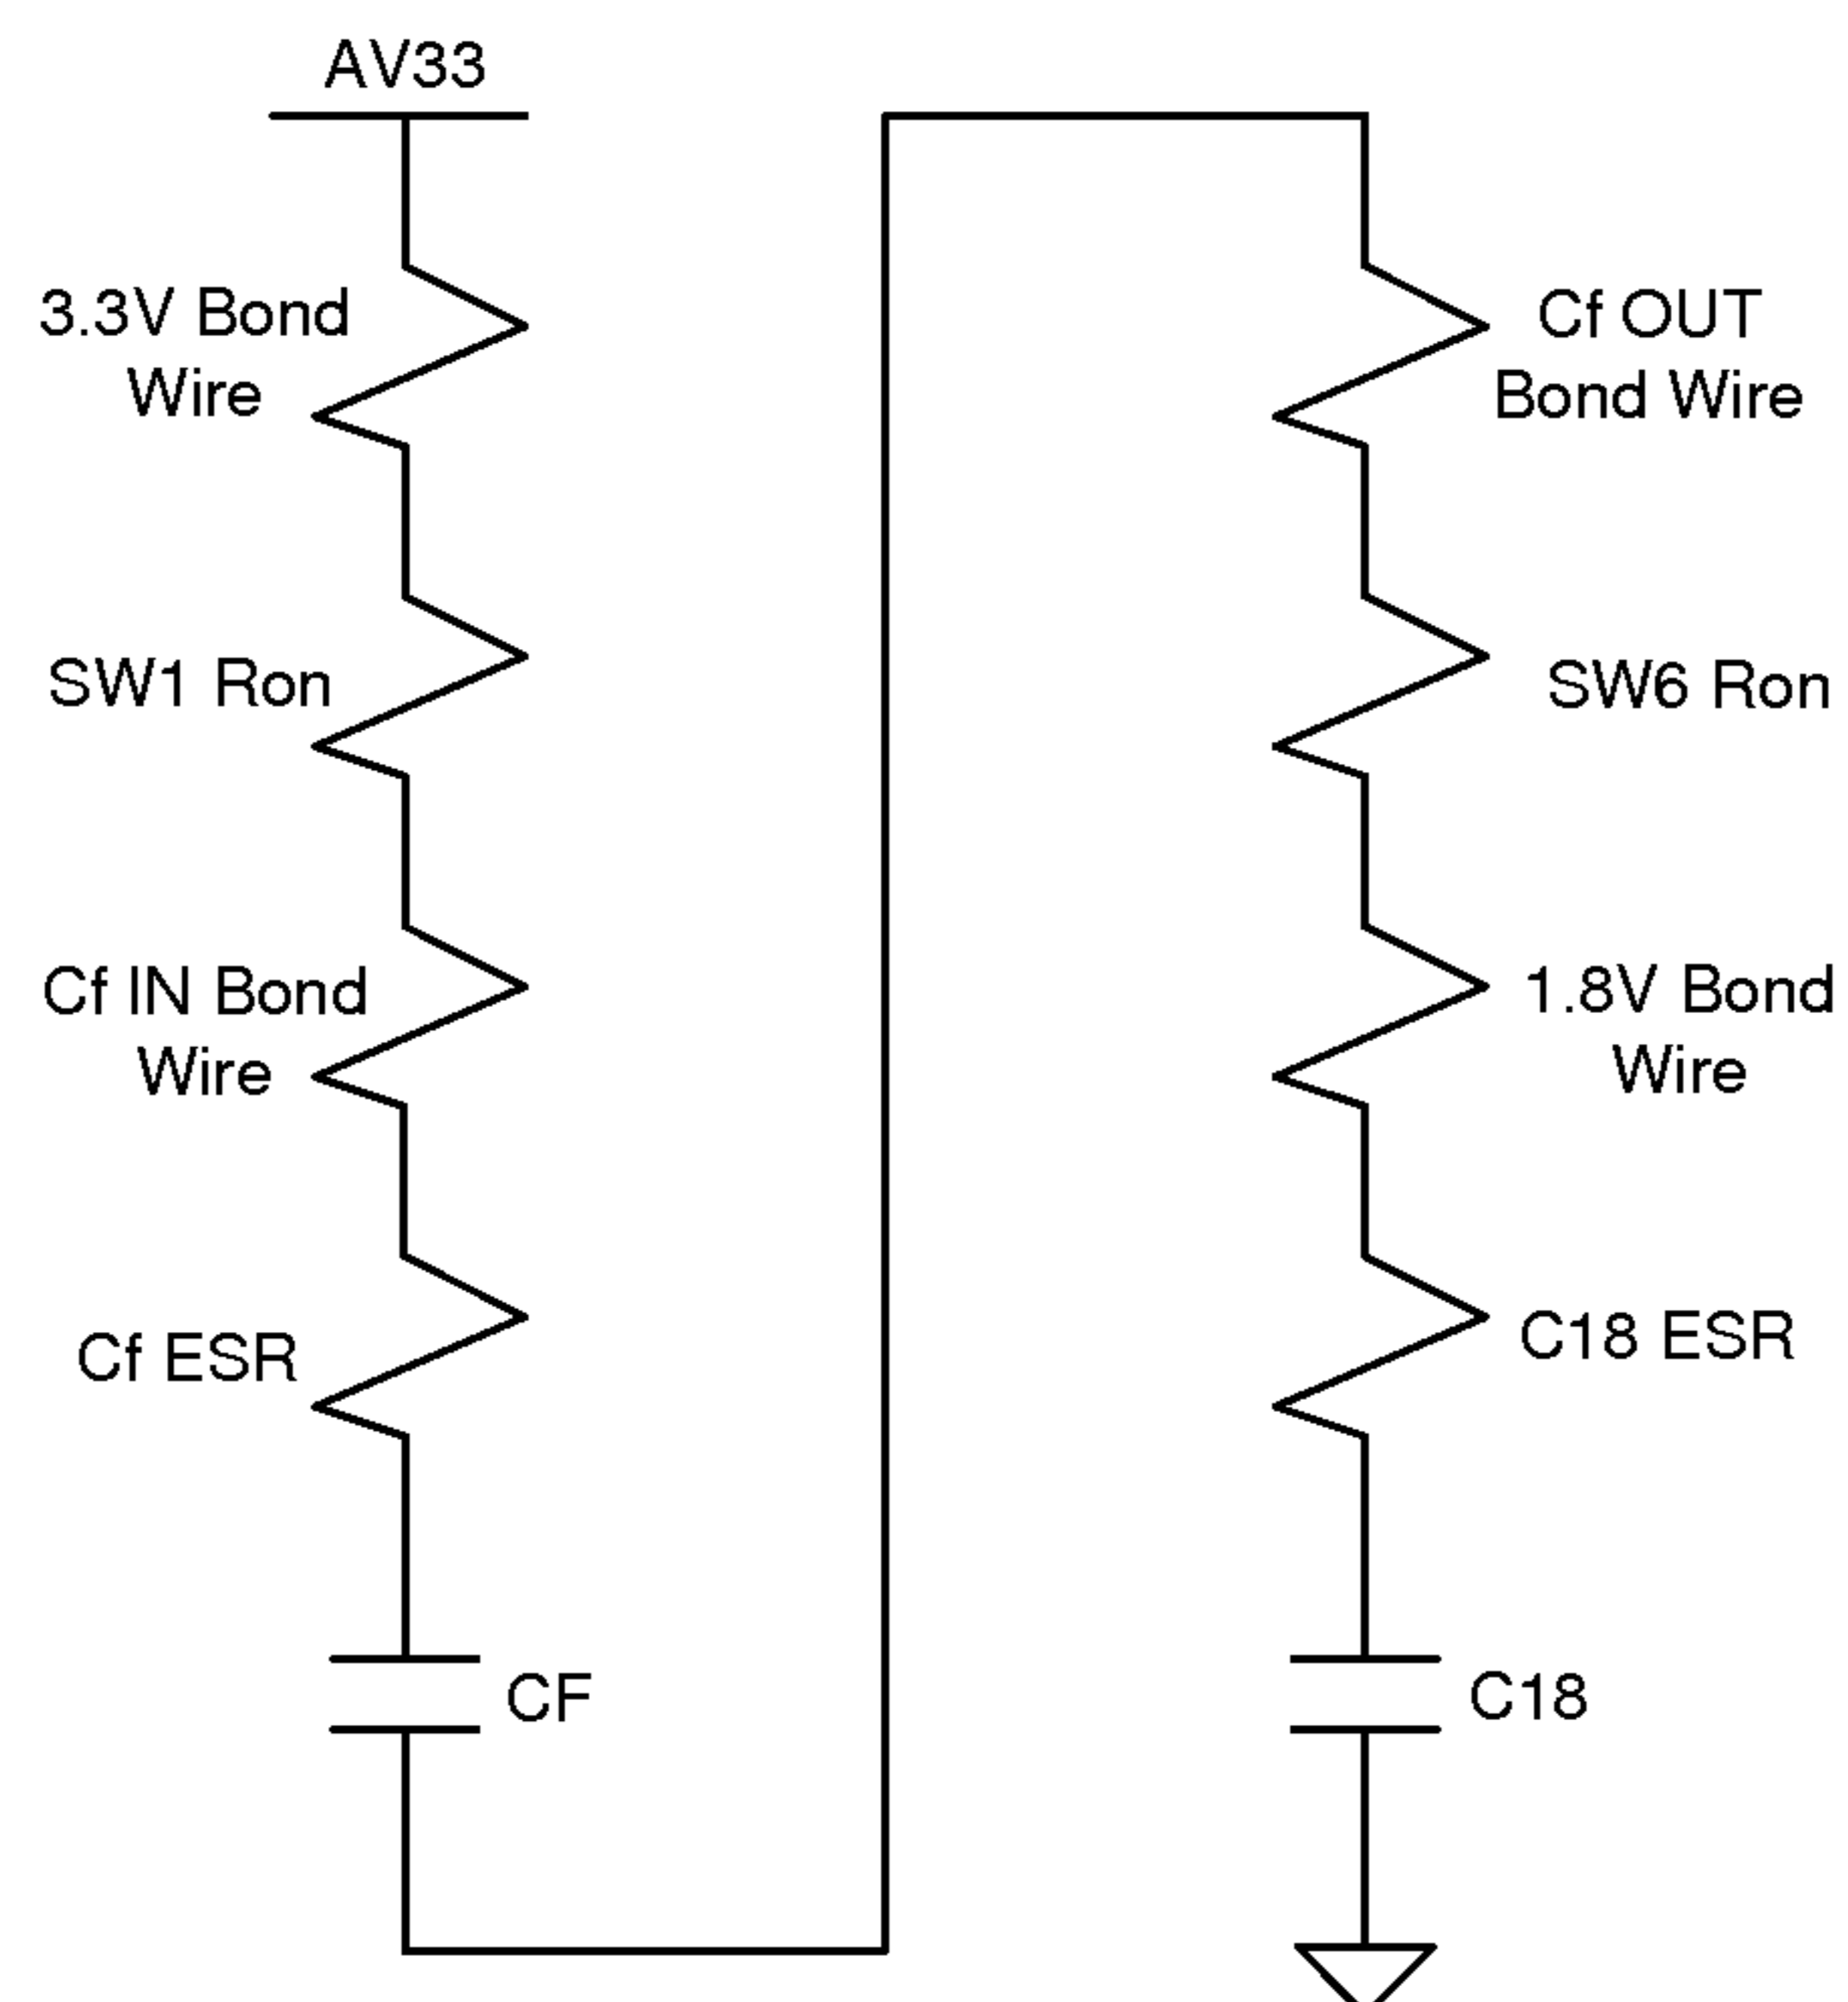 AV33
3.3V Bond
Wire
SW1 Ron
Cf IN Bond
Wire
Cf ESR
CF
Cf OUT
Bond Wire
SW6 Ron
1.8V Bond
Wire
C18 ESR
C18